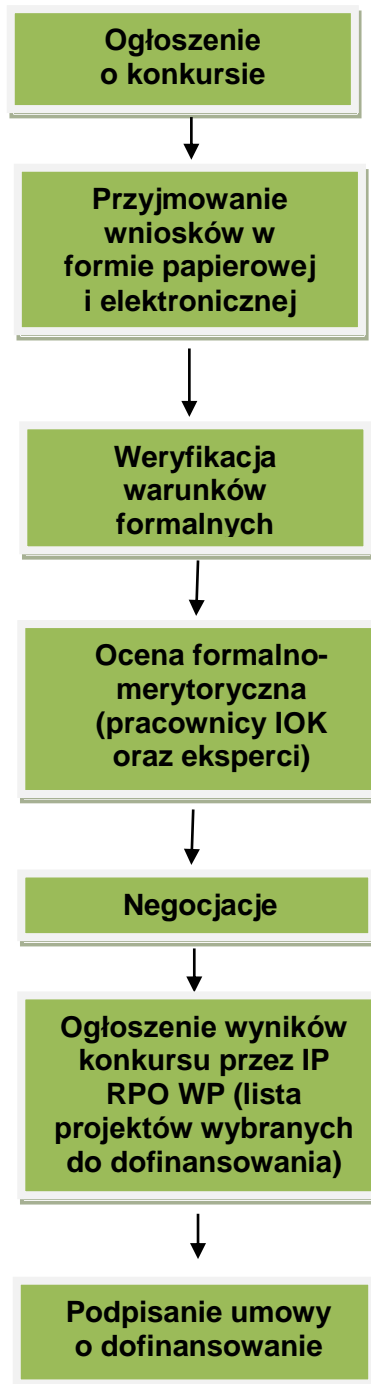 Ogłoszenie
o konkursie
Przyjmowanie
wniosków w
formie papierowej
i elektronicznej
Weryfikacja
warunków
formalnych
Ocena formalno-
merytoryczna
(pracownicy IOK
oraz eksperci)
Negocjacje
Ogłoszenie wyników
konkursu przez IP
RPO WP (lista
projektów wybranych
do dofinansowania)
Podpisanie umowy
o dofinansowanie